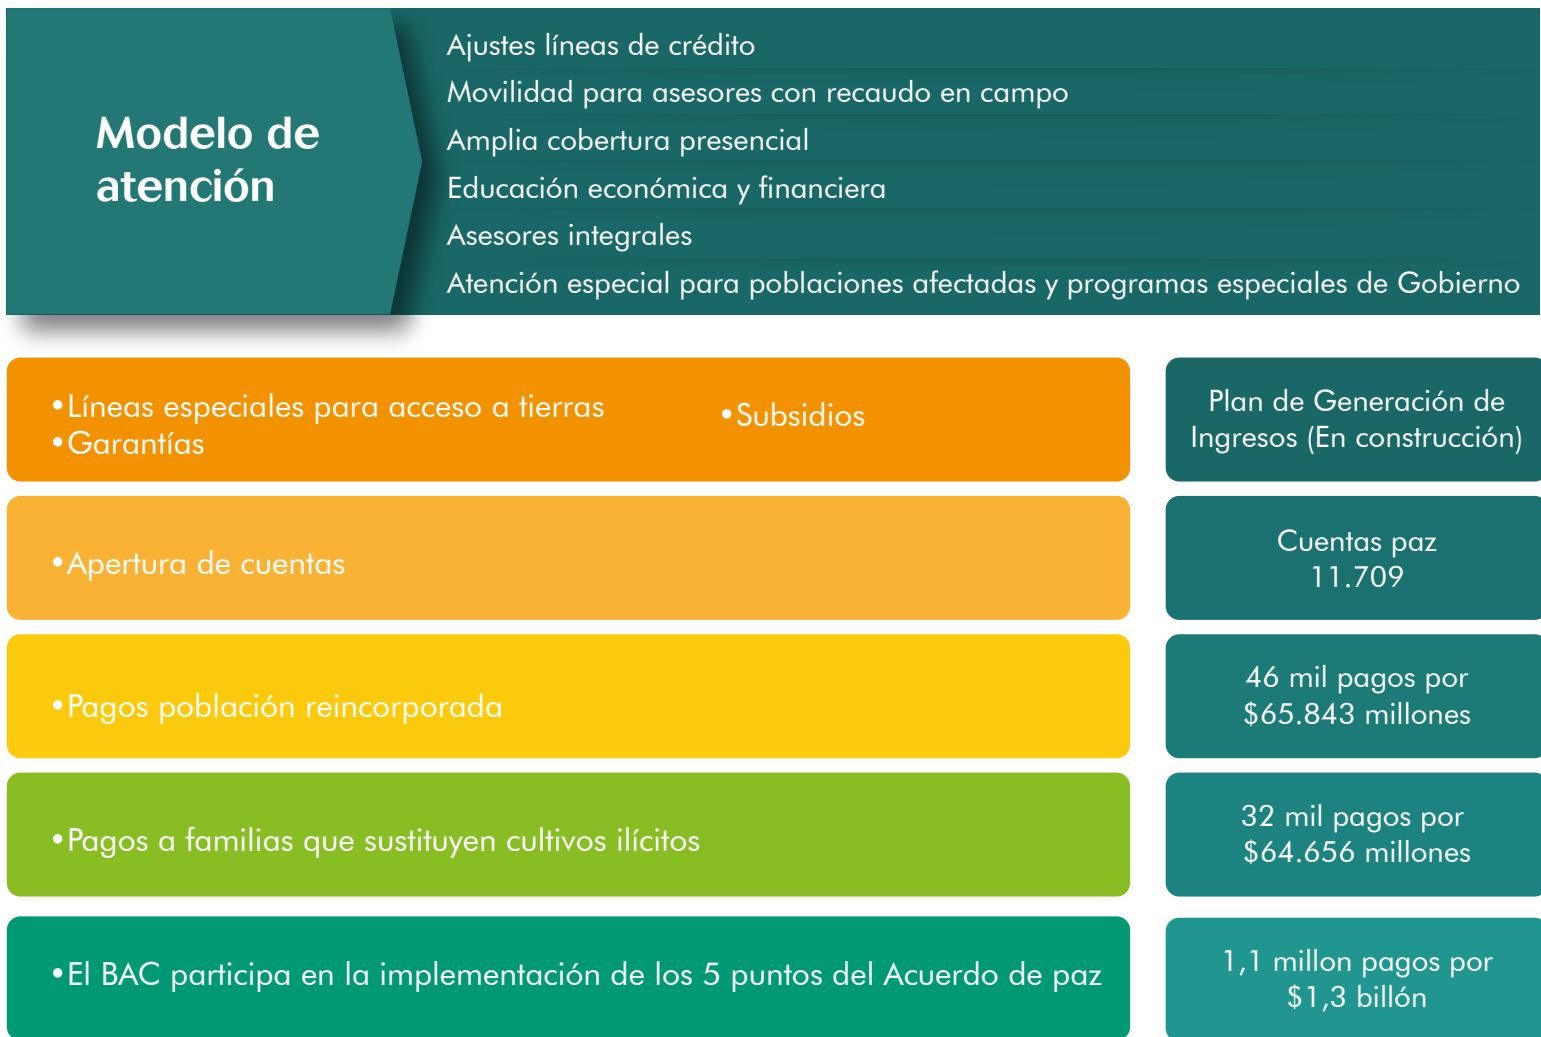 Modelo de
atención
Ajustes líneas de crédito
Movilidad para asesores con recaudo en campo
Amplia cobertura presencial
Educación económica y financiera
Asesores integrales
Atención especial para poblaciones afectadas y programas especiales de Gobierno
•Líneas especiales para acceso a tierras
•Garantías
•Subsidios
Plan de Generación de
Ingresos (En construcción)
•Apertura de cuentas
Cuentas paz
11.709
•Pagos población reincorporada
46 mil pagos por
$65.843 millones
•Pagos a familias que sustituyen cultivos ilícitos
32 mil pagos por
$64.656 millones
•El BAC participa en la implementación de los 5 puntos del Acuerdo de paz
1,1 millon pagos por
$1,3 billón